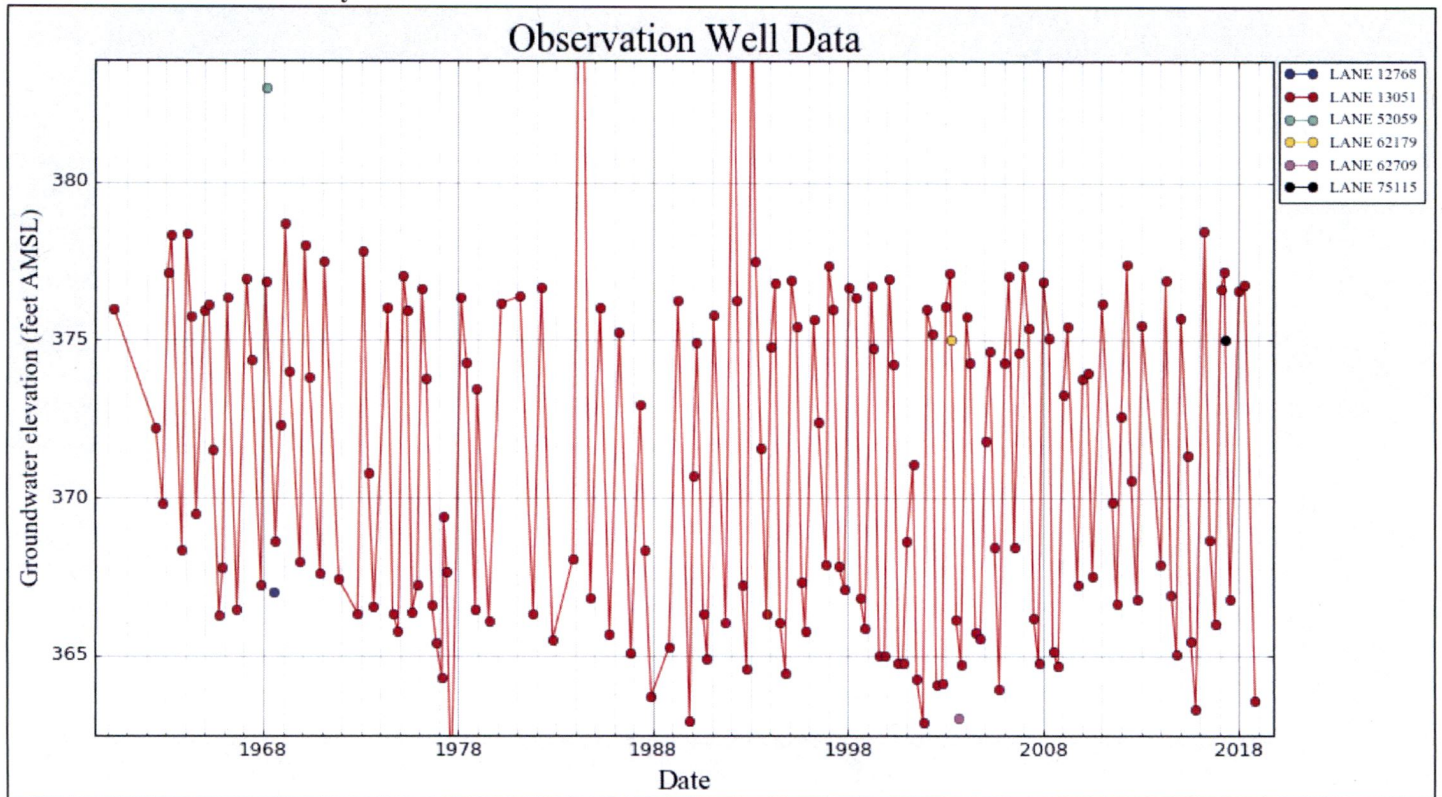 Observation Well Data
LANE 12768
LANE 13051
LANE 52059
LANE 62179
LANE 62709
LANE 75115
Groundwater elevation (feet AMSL)
380
375
370
365
1968
1978
1988
1998
2008
2018
Date